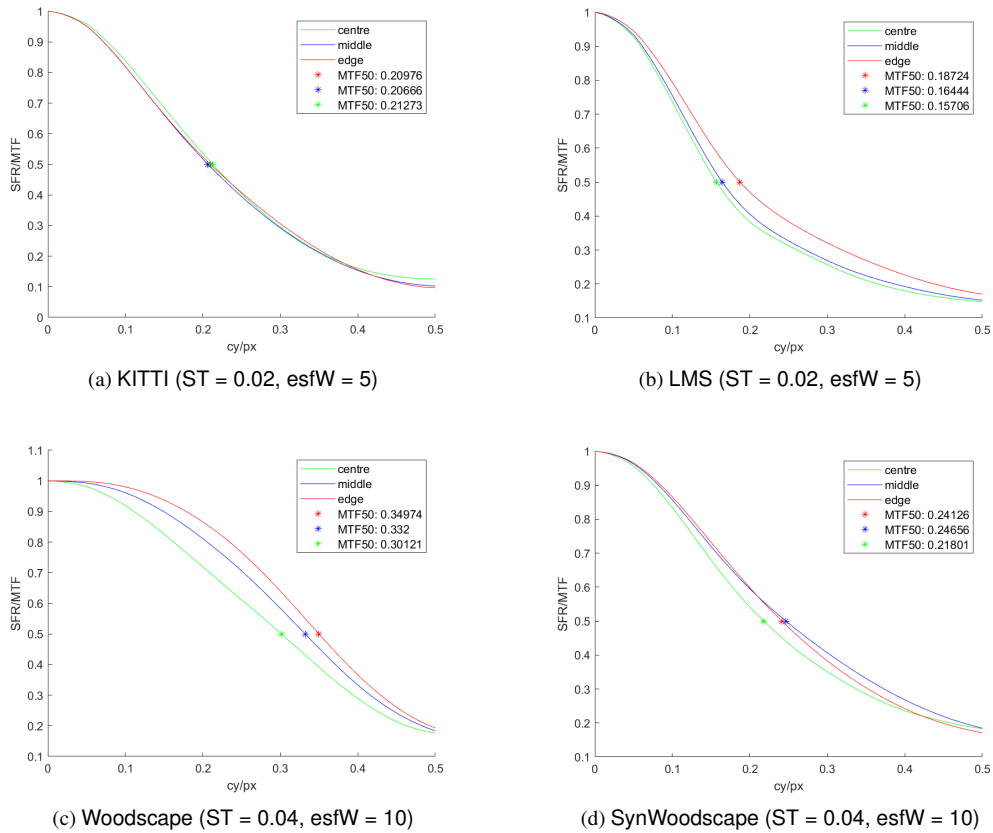 1
0.9
0.8
0.7
0.6
0.5
0.4
0.3
0.2
0.1
0
SFR/MTF
0 0.1 0.2 0.3 0.4 0.5
cy/px
centre
middle
edge
MTF50: 0.20976
MTF50: 0.20666
MTF50: 0.21273
(a) KITTI (ST = 0.02, esfW = 5)
1
0.9
0.8
0.7
0.6
0.5
0.4
0.3
0.2
0.1
SFR/MTF
0 0.1 0.2 0.3 0.4 0.5
cy/px
centre
middle
edge
MTF50: 0.18724
MTF50: 0.16444
MTF50: 0.15706
(b) LMS (ST = 0.02, esfW = 5)
1.1
1
0.9
0.8
0.7
0.6
0.5
0.4
0.3
0.2
0.1
SFR/MTF
0 0.1 0.2 0.3 0.4 0.5
cy/px
centre
middle
edge
MTF50: 0.34974
MTF50: 0.332
MTF50: 0.30121
(c) Woodscape (ST = 0.04, esfW = 10)
1
0.9
0.8
0.7
0.6
0.5
0.4
0.3
0.2
0.1
SFR/MTF
0 0.1 0.2 0.3 0.4 0.5
cy/px
centre
middle
edge
MTF50: 0.24126
MTF50: 0.24656
MTF50: 0.21801
(d) SynWoodscape (ST = 0.04, esfW = 10)